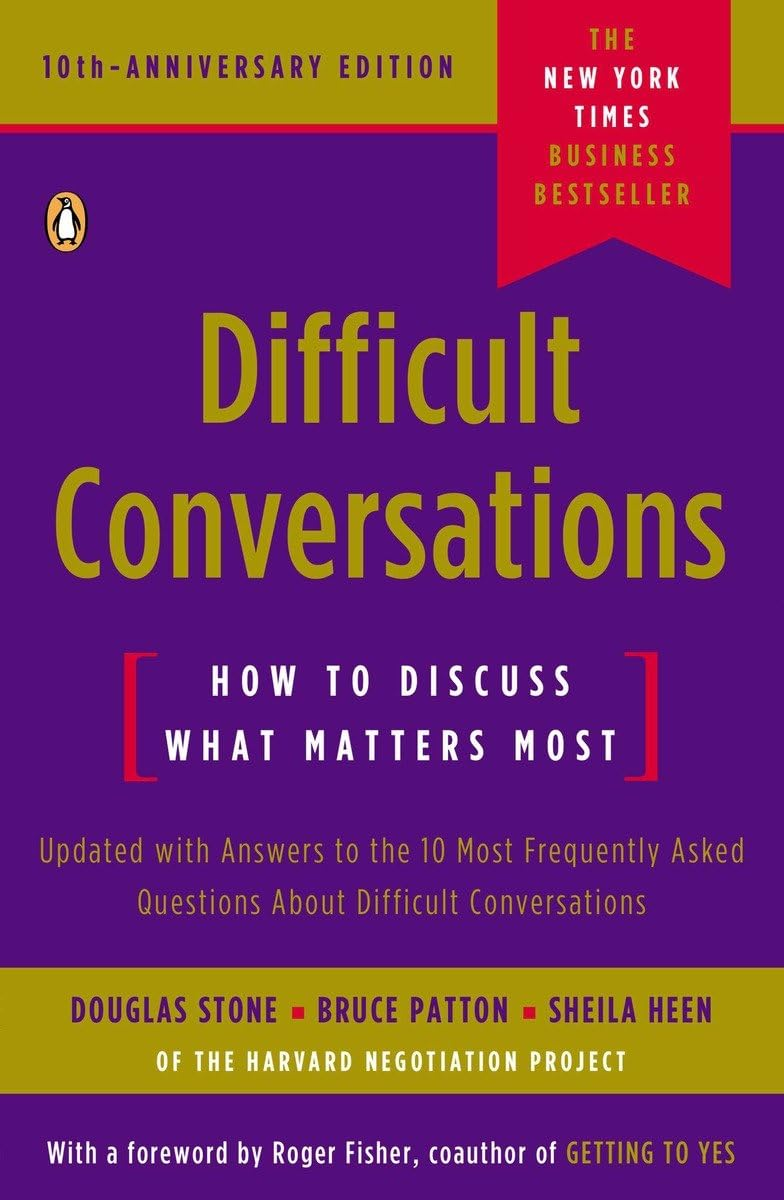 10th-ANNIVERSARY EDITION
THE
NEW YORK
TIMES
BUSINESS
BESTSELLER
Difficult
Conversations
[HOW TO DISCUSS
WHAT MATTERS MOST]
Updated with Answers to the 10 Most Frequently Asked
Questions About Difficult Conversations
DOUGLAS STONE ▪ BRUCE PATTON ▪ SHEILA HEEN
OF THE HARVARD NEGOTIATION PROJECT
With a foreword by Roger Fisher, coauthor of GETTING TO YES